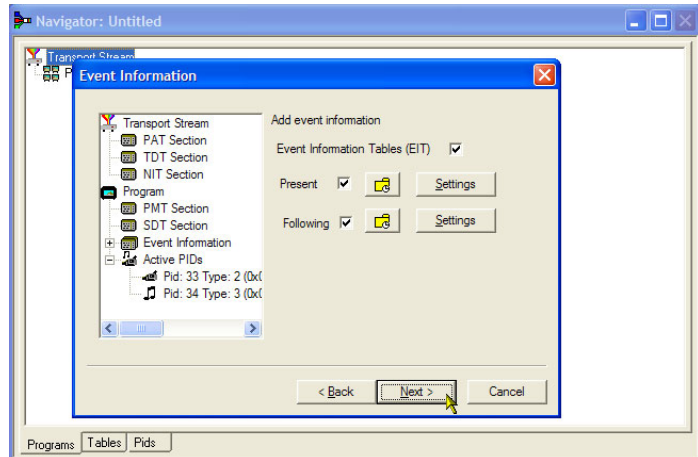 Navigator: Untitled
Transport Stream
P
Event Information
Transport Stream
PAT Section
TDT Section
NIT Section
Program
PMT Section
SDT Section
Event Information
Active PIDs
Pid: 33 Type: 2 (0x(
Pid: 34 Type: 3 (0x(
Add event information
Event Information Tables (EIT)
Present Settings
Following Settings
< Back Next > Cancel
Programs Tables Pids